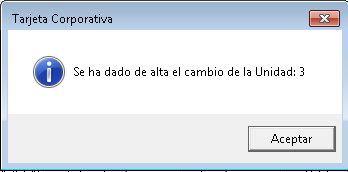 Tarjeta Corporativa
Se ha dado de alta el cambio de la Unidad: 3
Aceptar